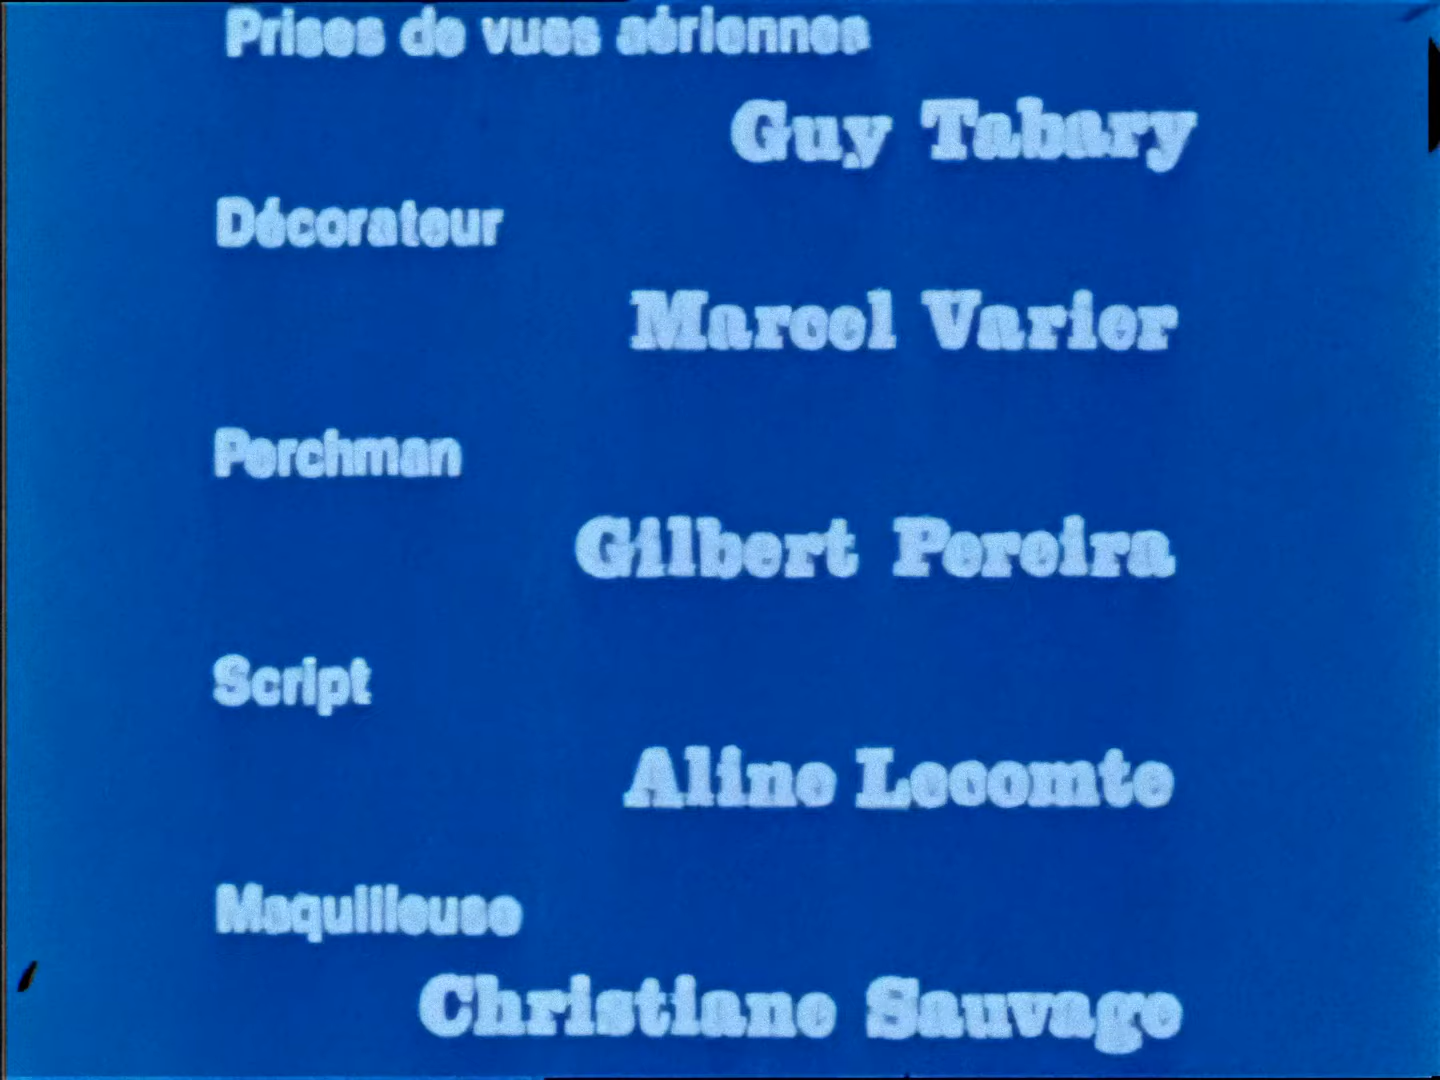 Prises de vues aériennes
Guy Tabary
Décorateur
Marcel Varier
Perchman
Gilbert Pereira
Script
Aline Lecomte
Maquilleuse
Christiane Sauvage